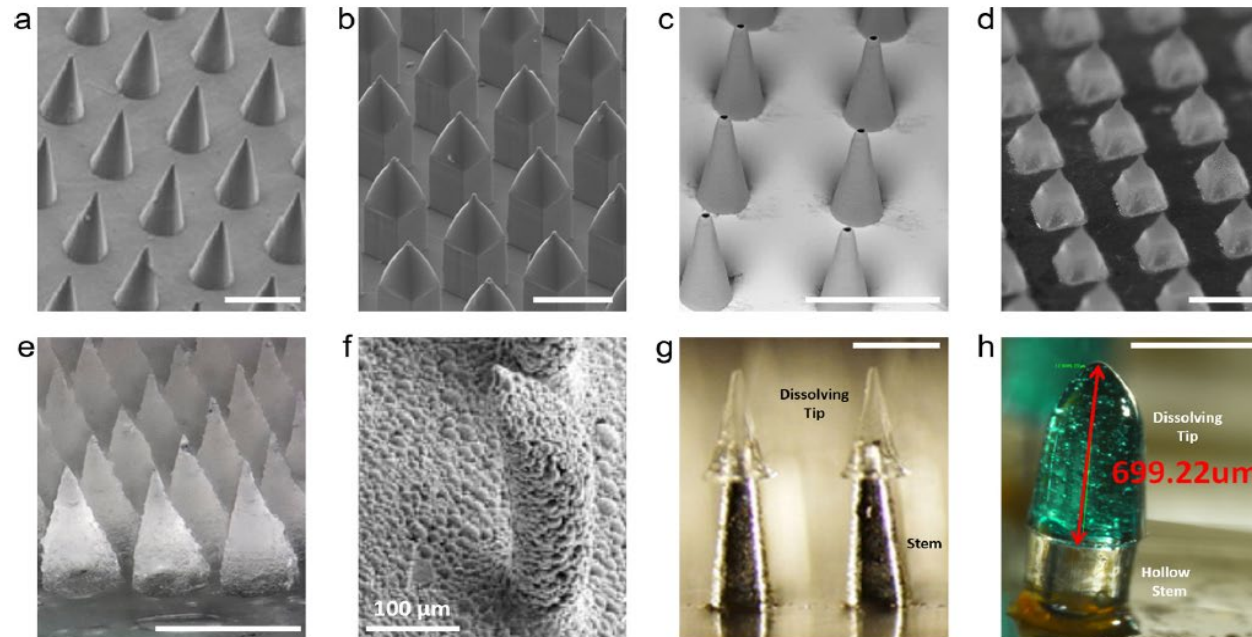 a
b
c
d
e
f
g
h
100 µm
Dissolving
Tip
Stem
Dissolving
Tip
699.22um
Hollow
Stem